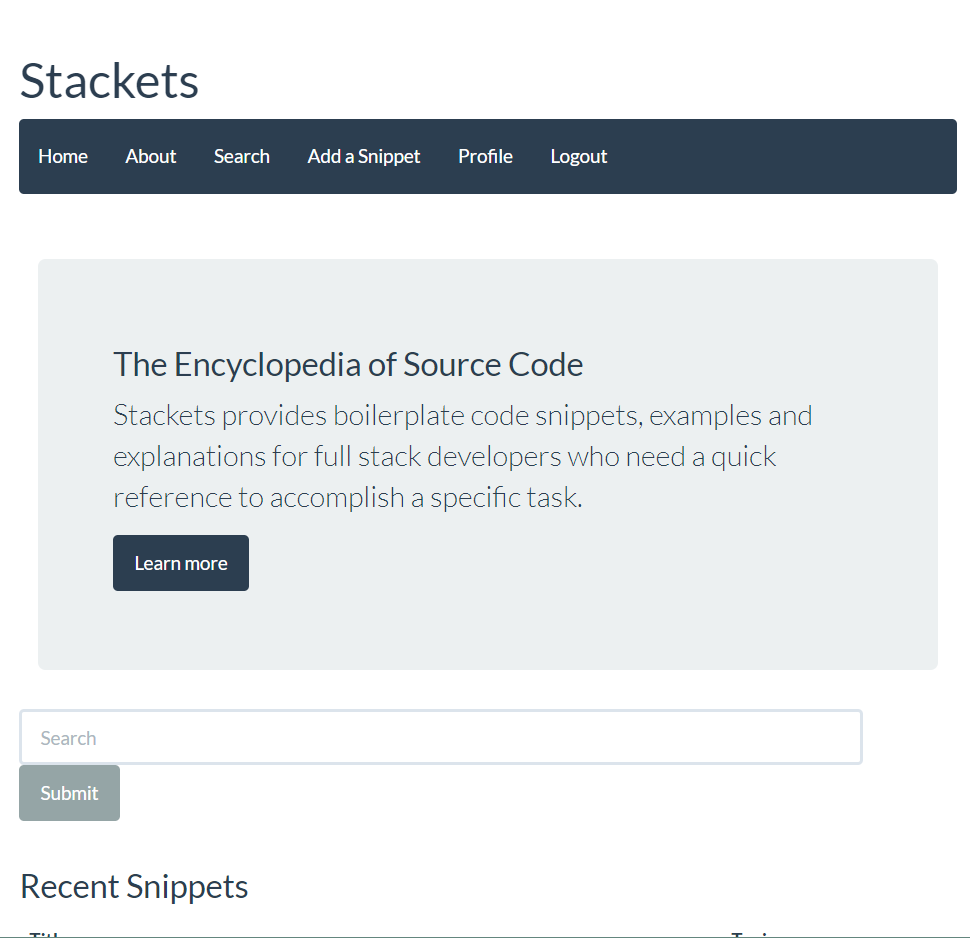 Stackets
Home About Search Add a Snippet Profile Logout
The Encyclopedia of Source Code
Stackets provides boilerplate code snippets, examples and
explanations for full stack developers who need a quick
reference to accomplish a specific task.
Learn more
Search
Submit
Recent Snippets